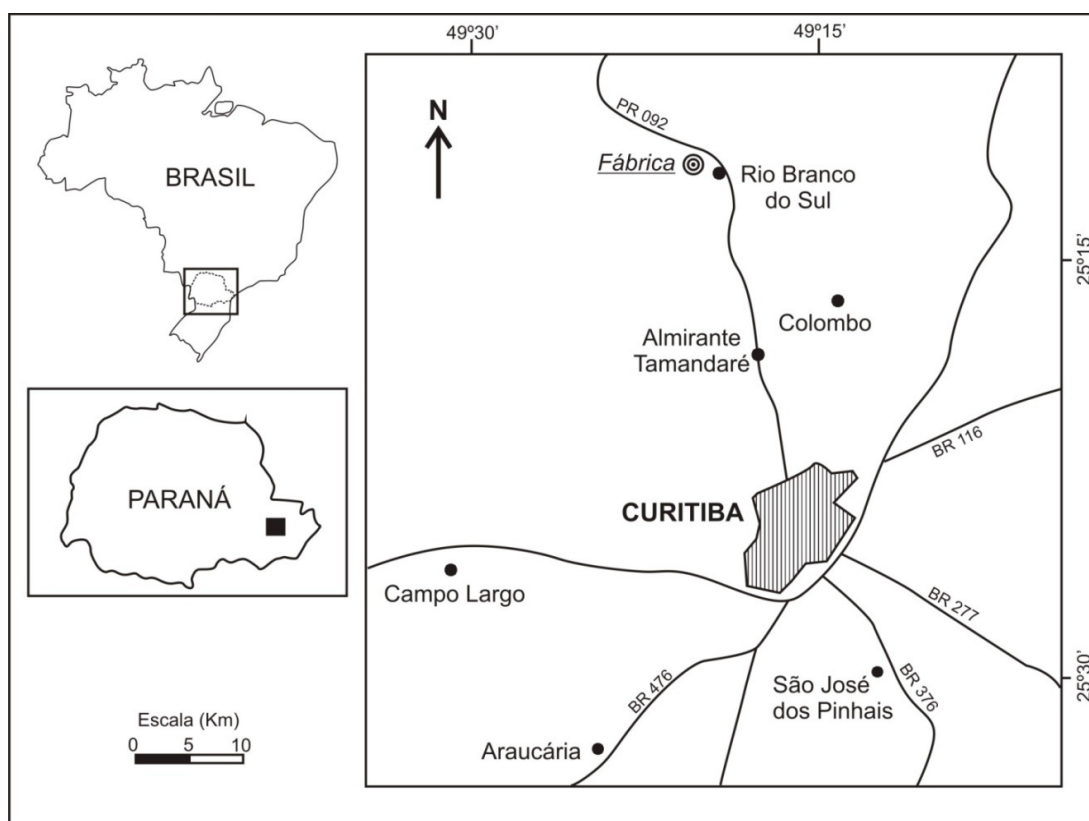 49º30’
49º15’
BRASIL
PARANÁ
Escala (Km)
0 5 10
N
PR 092
Fábrica
Rio Branco
do Sul
25º15’
Colombo
Almirante
Tamandaré
BR 116
CURITIBA
Campo Largo
BR 277
25º30’
São José
dos Pinhais
BR 376
BR 476
Araucária